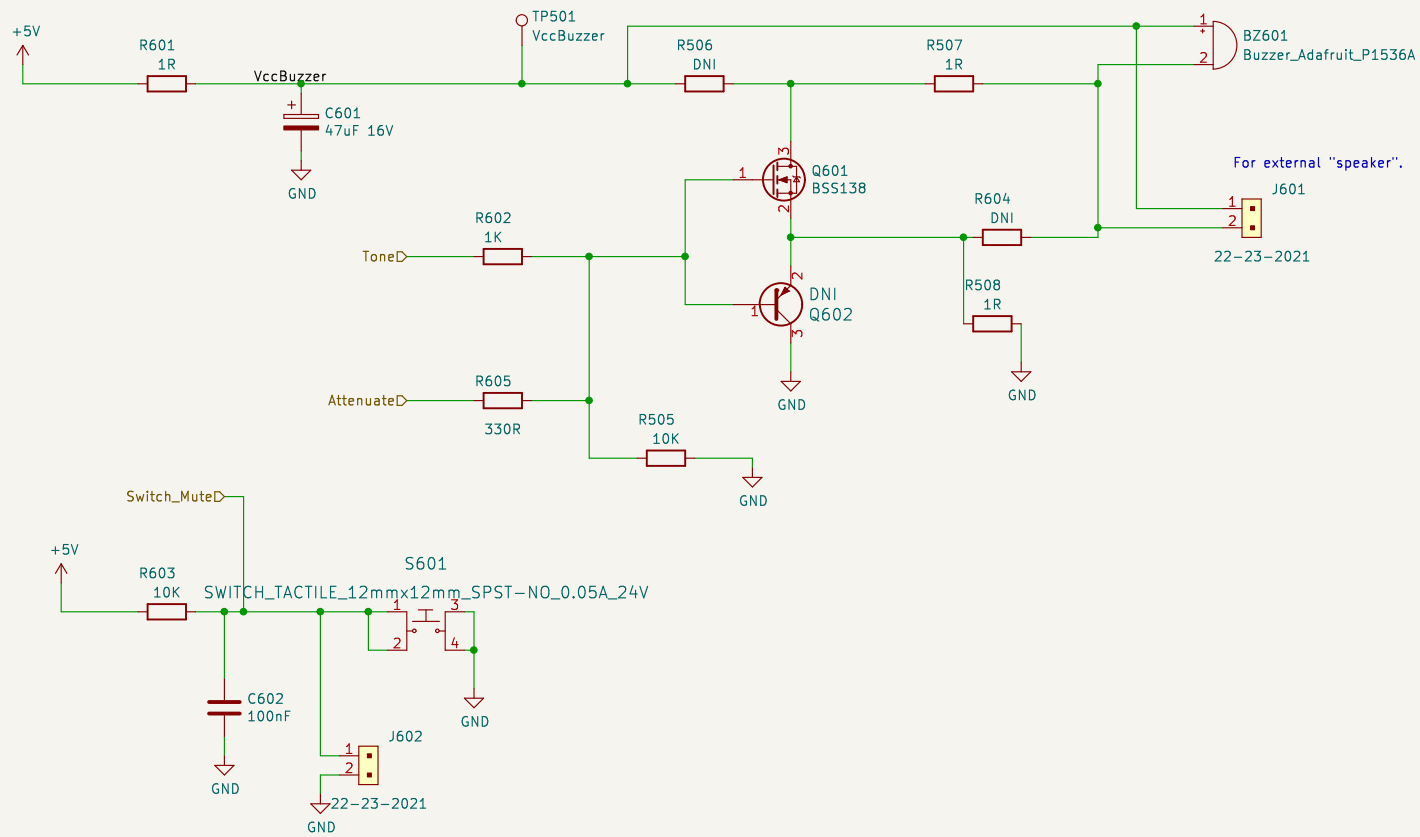 +5V
R601
1R
VccBuzzer
+
C601
47uF 16V
GND
TP501
VccBuzzer
R506
DNI
R507
1R
1
+
2
BZ601
Buzzer_Adafruit_P1536A
For external "speaker".
J601
1
2
22-23-2021
3
1
2
Q601
BSS138
R604
DNI
R508
1R
GND
Tone
R602
1K
2
1
3
DNI
Q602
GND
Attenuate
R605
330R
R505
10K
GND
Switch_Mute
+5V
R603
10K
S601
SWITCH_TACTILE_12mmx12mm_SPST-NO_0.05A_24V
1
3
2
4
GND
C602
100nF
GND
J602
1
2
22-23-2021
GND